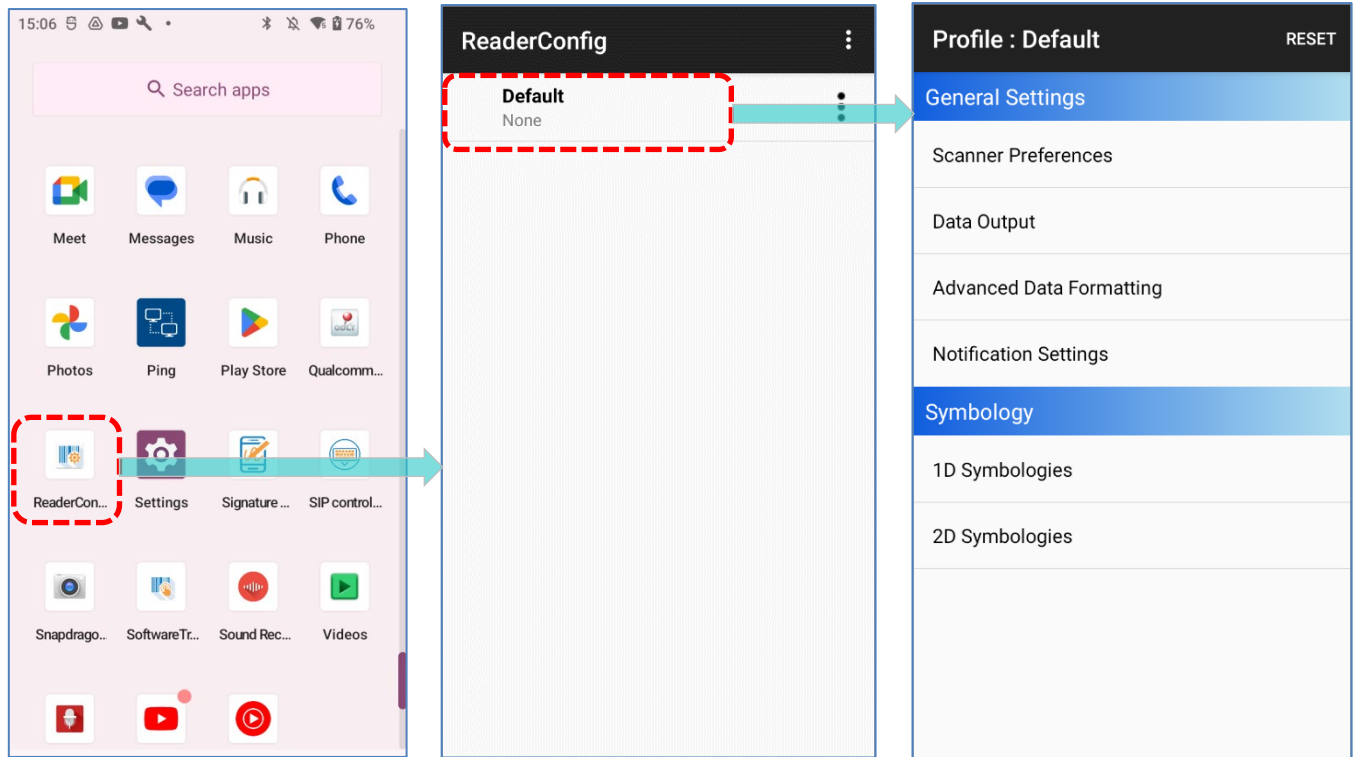 15:06
76%
Search apps
Meet Messages Music Phone
Photos Ping Play Store Qualcomm...
ReaderCon... Settings Signature ... SIP control...
Snapdrago.. SoftwareTr... Sound Rec... Videos
ReaderConfig
Default
None
Profile : Default RESET
General Settings
Scanner Preferences
Data Output
Advanced Data Formatting
Notification Settings
Symbology
1D Symbologies
2D Symbologies